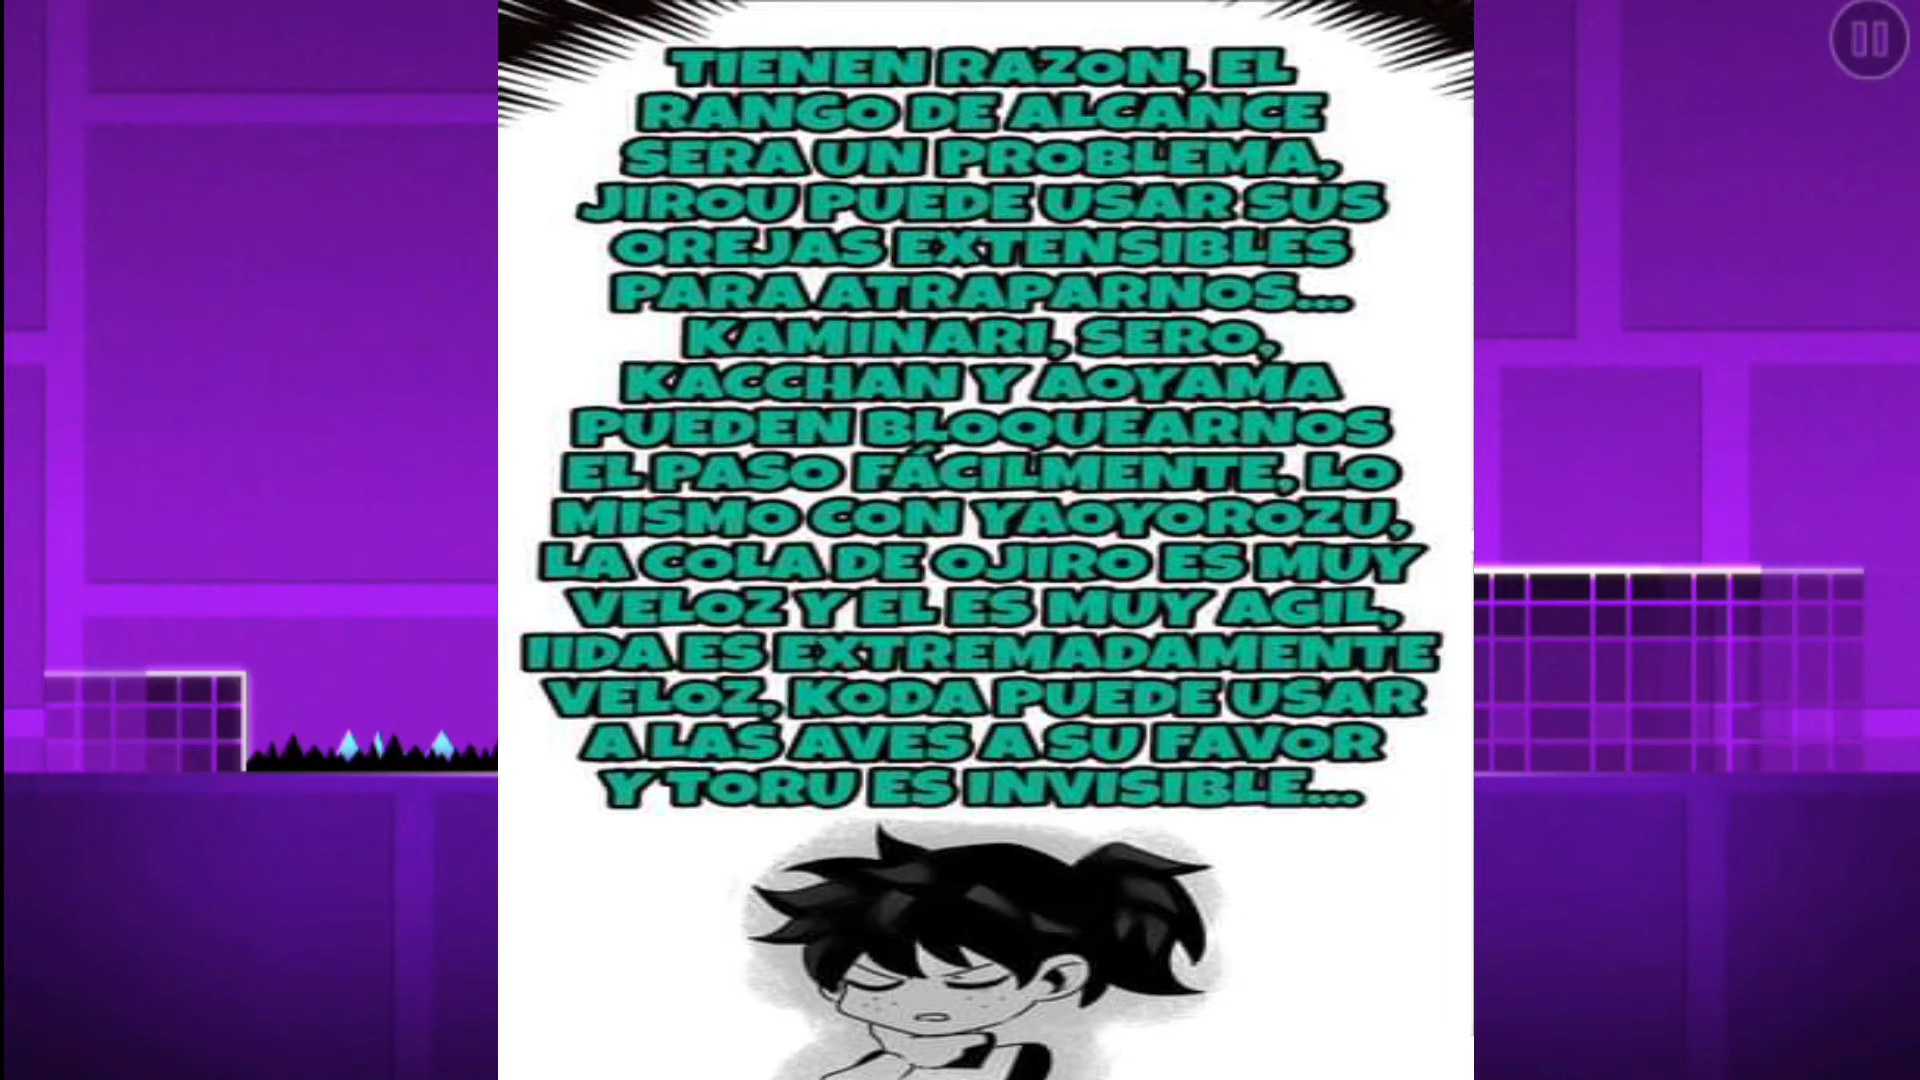 TIENEN RAZON, EL
RANGO DE ALCANCE
SERA UN PROBLEMA,
JIROU PUEDE USAR SUS
OREJAS EXTENSIBLES
PARA ATRAPARNOS...
KAMINARI, SERO,
KACCHAN Y AOYAMA
PUEDEN BLOQUEARNOS
EL PASO FÁCILMENTE, LO
MISMO CON YAOYOROZU,
LA COLA DE OJIRO ES MUY
VELOZ Y EL ES MUY AGIL,
IIDA ES EXTREMADAMENTE
VELOZ, KODA PUEDE USAR
A LAS AVES A SU FAVOR
Y TORU ES INVISIBLE...